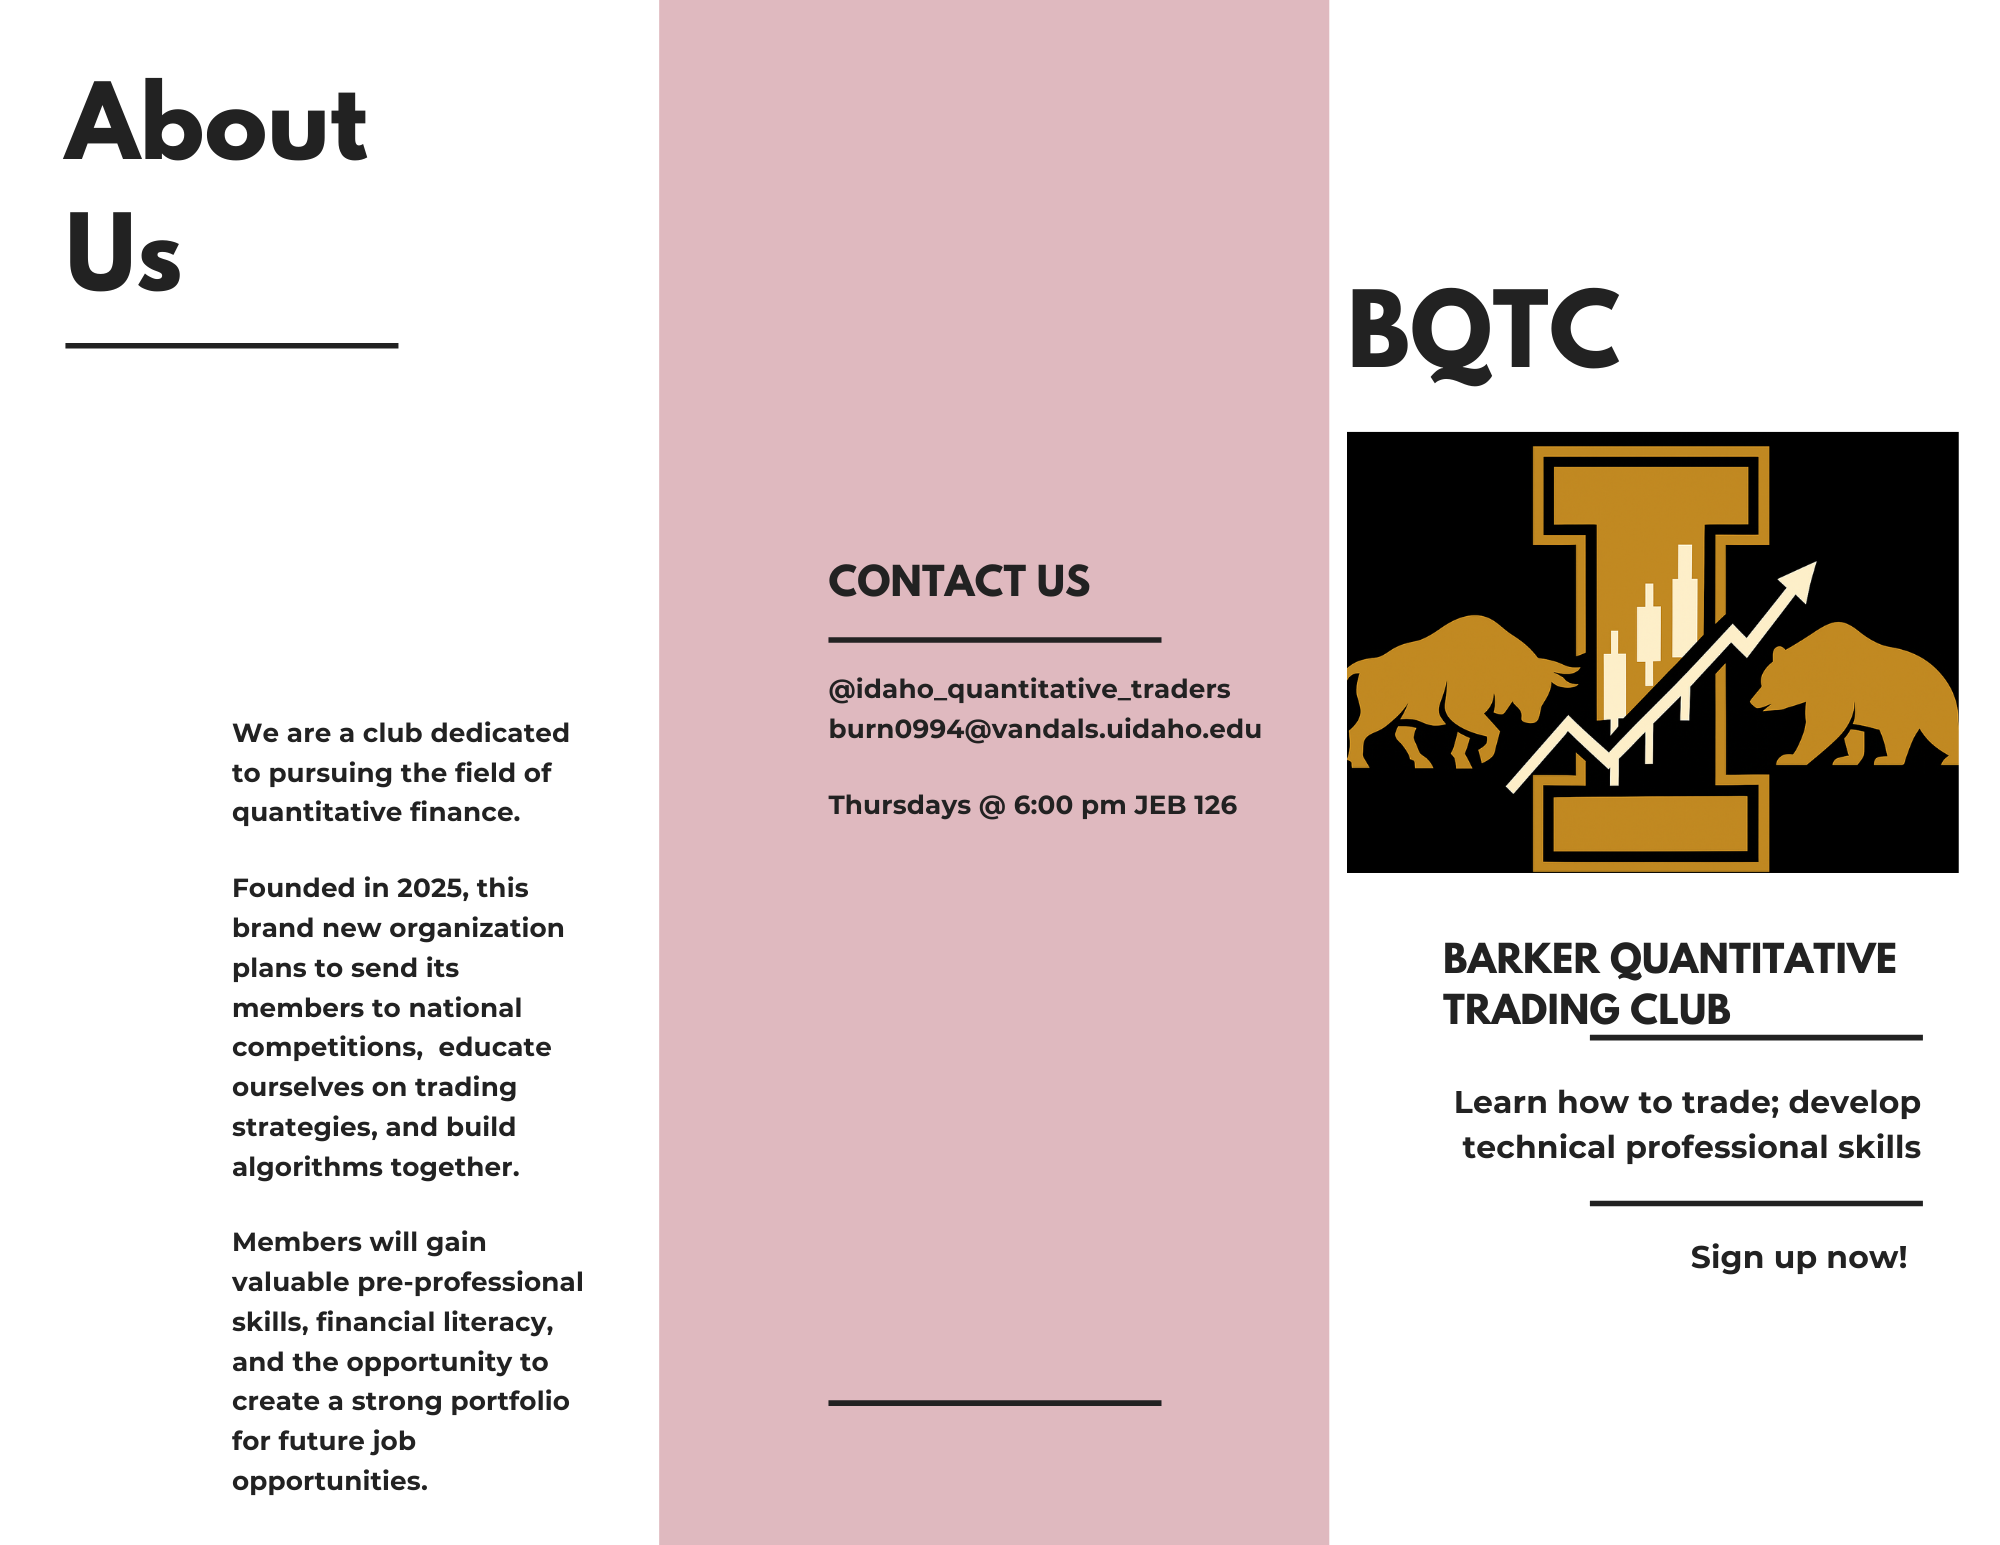 About
Us
We are a club dedicated
to pursuing the field of
quantitative finance.
Founded in 2025, this
brand new organization
plans to send its
members to national
competitions,  educate
ourselves on trading
strategies, and build
algorithms together.
Members will gain
valuable pre-professional
skills, financial literacy,
and the opportunity to
create a strong portfolio
for future job
opportunities.
CONTACT US
@idaho_quantitative_traders
burn0994@vandals.uidaho.edu
Thursdays @ 6:00 pm JEB 126
BQTC
I
BARKER QUANTITATIVE
TRADING CLUB
Learn how to trade; develop
technical professional skills
Sign up now!